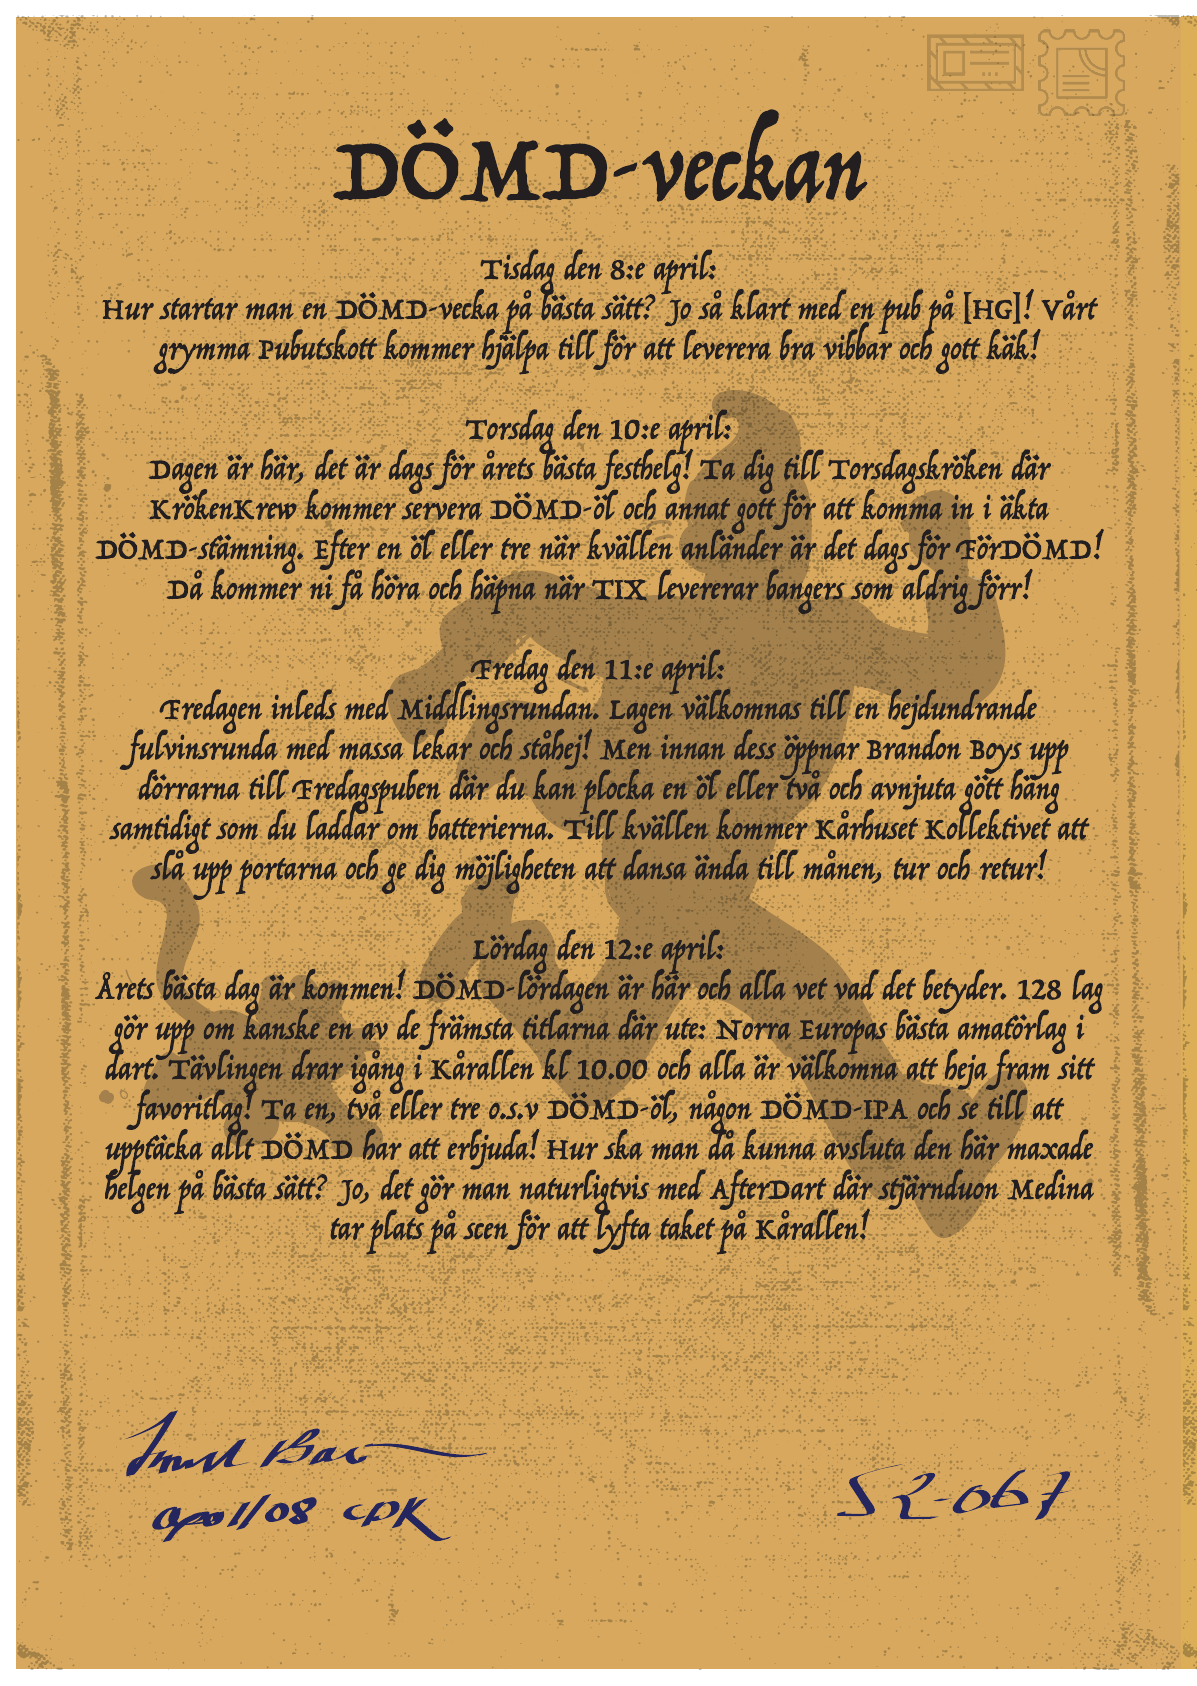 DÖMD-veckan
Tisdag den 8:e april:
Hur startar man en DÖMD-vecka på bästa sätt? Jo så klart med en pub på [HG]! Vårt
grymma Pubutskott kommer hjälpa till för att leverera bra vibbar och gott käk!
Torsdag den 10:e april:
Dagen är här, det är dags för årets bästa festhelg! Ta dig till Torsdagskröken där
KrökenKrew kommer servera DÖMD-öl och annat gott för att komma in i äkta
DÖMD-stämning. Efter en öl eller tre när kvällen anländer är det dags för FörDÖMD!
Då kommer ni få höra och häpna när TIX levererar bangers som aldrig förr!
Fredag den 11:e april:
Fredagen inleds med Middlingsrundan. Lagen välkomnas till en hejdundrande
fulvinsrunda med massa lekar och ståhej! Men innan dess öppnar Brandon Boys upp
dörrarna till Fredagspuben där du kan plocka en öl eller två och avnjuta gött häng
samtidigt som du laddar om batterierna. Till kvällen kommer Kårhuset Kollektivet att
slå upp portarna och ge dig möjligheten att dansa ända till månen, tur och retur!
Lördag den 12:e april:
Årets bästa dag är kommen! DÖMD-lördagen är här och alla vet vad det betyder. 128 lag
gör upp om kanske en av de främsta titlarna där ute: Norra Europas bästa amatörlag i
dart. Tävlingen drar igång i Kårallen kl 10.00 och alla är välkomna att heja fram sitt
favoritlag! Ta en, två eller tre o.s.v DÖMD-öl, någon DÖMD-IPA och se till att
upptäcka allt DÖMD har att erbjuda! Hur ska man då kunna avsluta den här maxade
helgen på bästa sätt? Jo, det gör man naturligtvis med AfterDart där stjärnduon Medina
tar plats på scen för att lyfta taket på Kårallen!